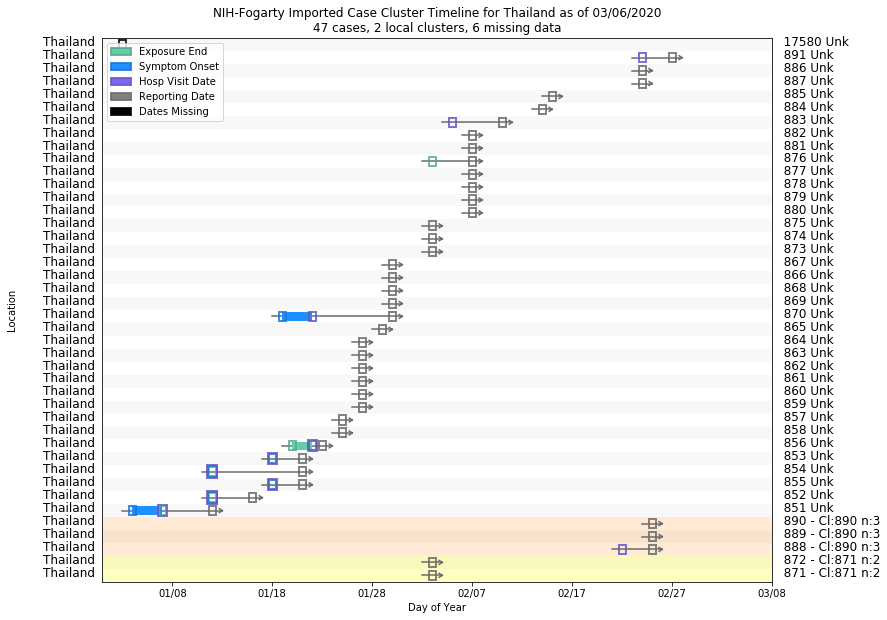 NIH-Fogarty Imported Case Cluster Timeline for Thailand as of 03/06/2020
47 cases, 2 local clusters, 6 missing data
Exposure End
Symptom Onset
Hosp Visit Date
Reporting Date
Dates Missing
Location
Thailand 17580 Unk
Thailand 891 Unk
Thailand 886 Unk
Thailand 887 Unk
Thailand 885 Unk
Thailand 884 Unk
Thailand 883 Unk
Thailand 882 Unk
Thailand 881 Unk
Thailand 876 Unk
Thailand 877 Unk
Thailand 878 Unk
Thailand 879 Unk
Thailand 880 Unk
Thailand 875 Unk
Thailand 874 Unk
Thailand 873 Unk
Thailand 867 Unk
Thailand 866 Unk
Thailand 868 Unk
Thailand 869 Unk
Thailand 870 Unk
Thailand 865 Unk
Thailand 864 Unk
Thailand 863 Unk
Thailand 862 Unk
Thailand 861 Unk
Thailand 860 Unk
Thailand 859 Unk
Thailand 857 Unk
Thailand 858 Unk
Thailand 856 Unk
Thailand 853 Unk
Thailand 854 Unk
Thailand 855 Unk
Thailand 852 Unk
Thailand 851 Unk
Thailand 890 - Cl:890 n:3
Thailand 889 - Cl:890 n:3
Thailand 888 - Cl:890 n:3
Thailand 872 - Cl:871 n:2
Thailand 871 - Cl:871 n:2
01/08 01/18 01/28 02/07 02/17 02/27 03/08
Day of Year